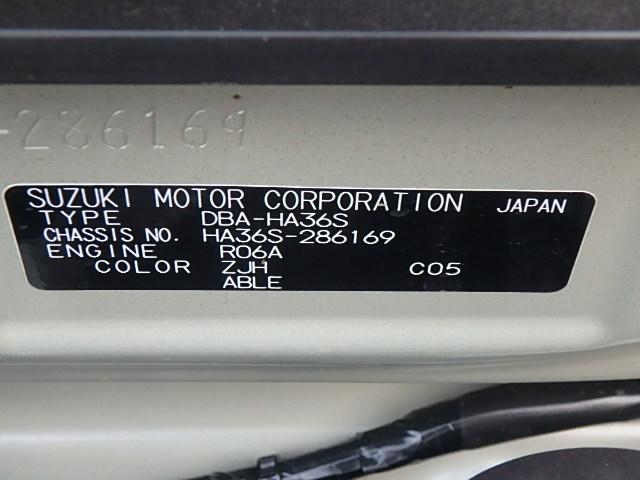 -286169
SUZUKI MOTOR CORPORATION JAPAN
TYPE DBA-HA36S
CHASSIS NO. HA36S-286169
ENGINE R06A
COLOR ZJH C05
ABLE